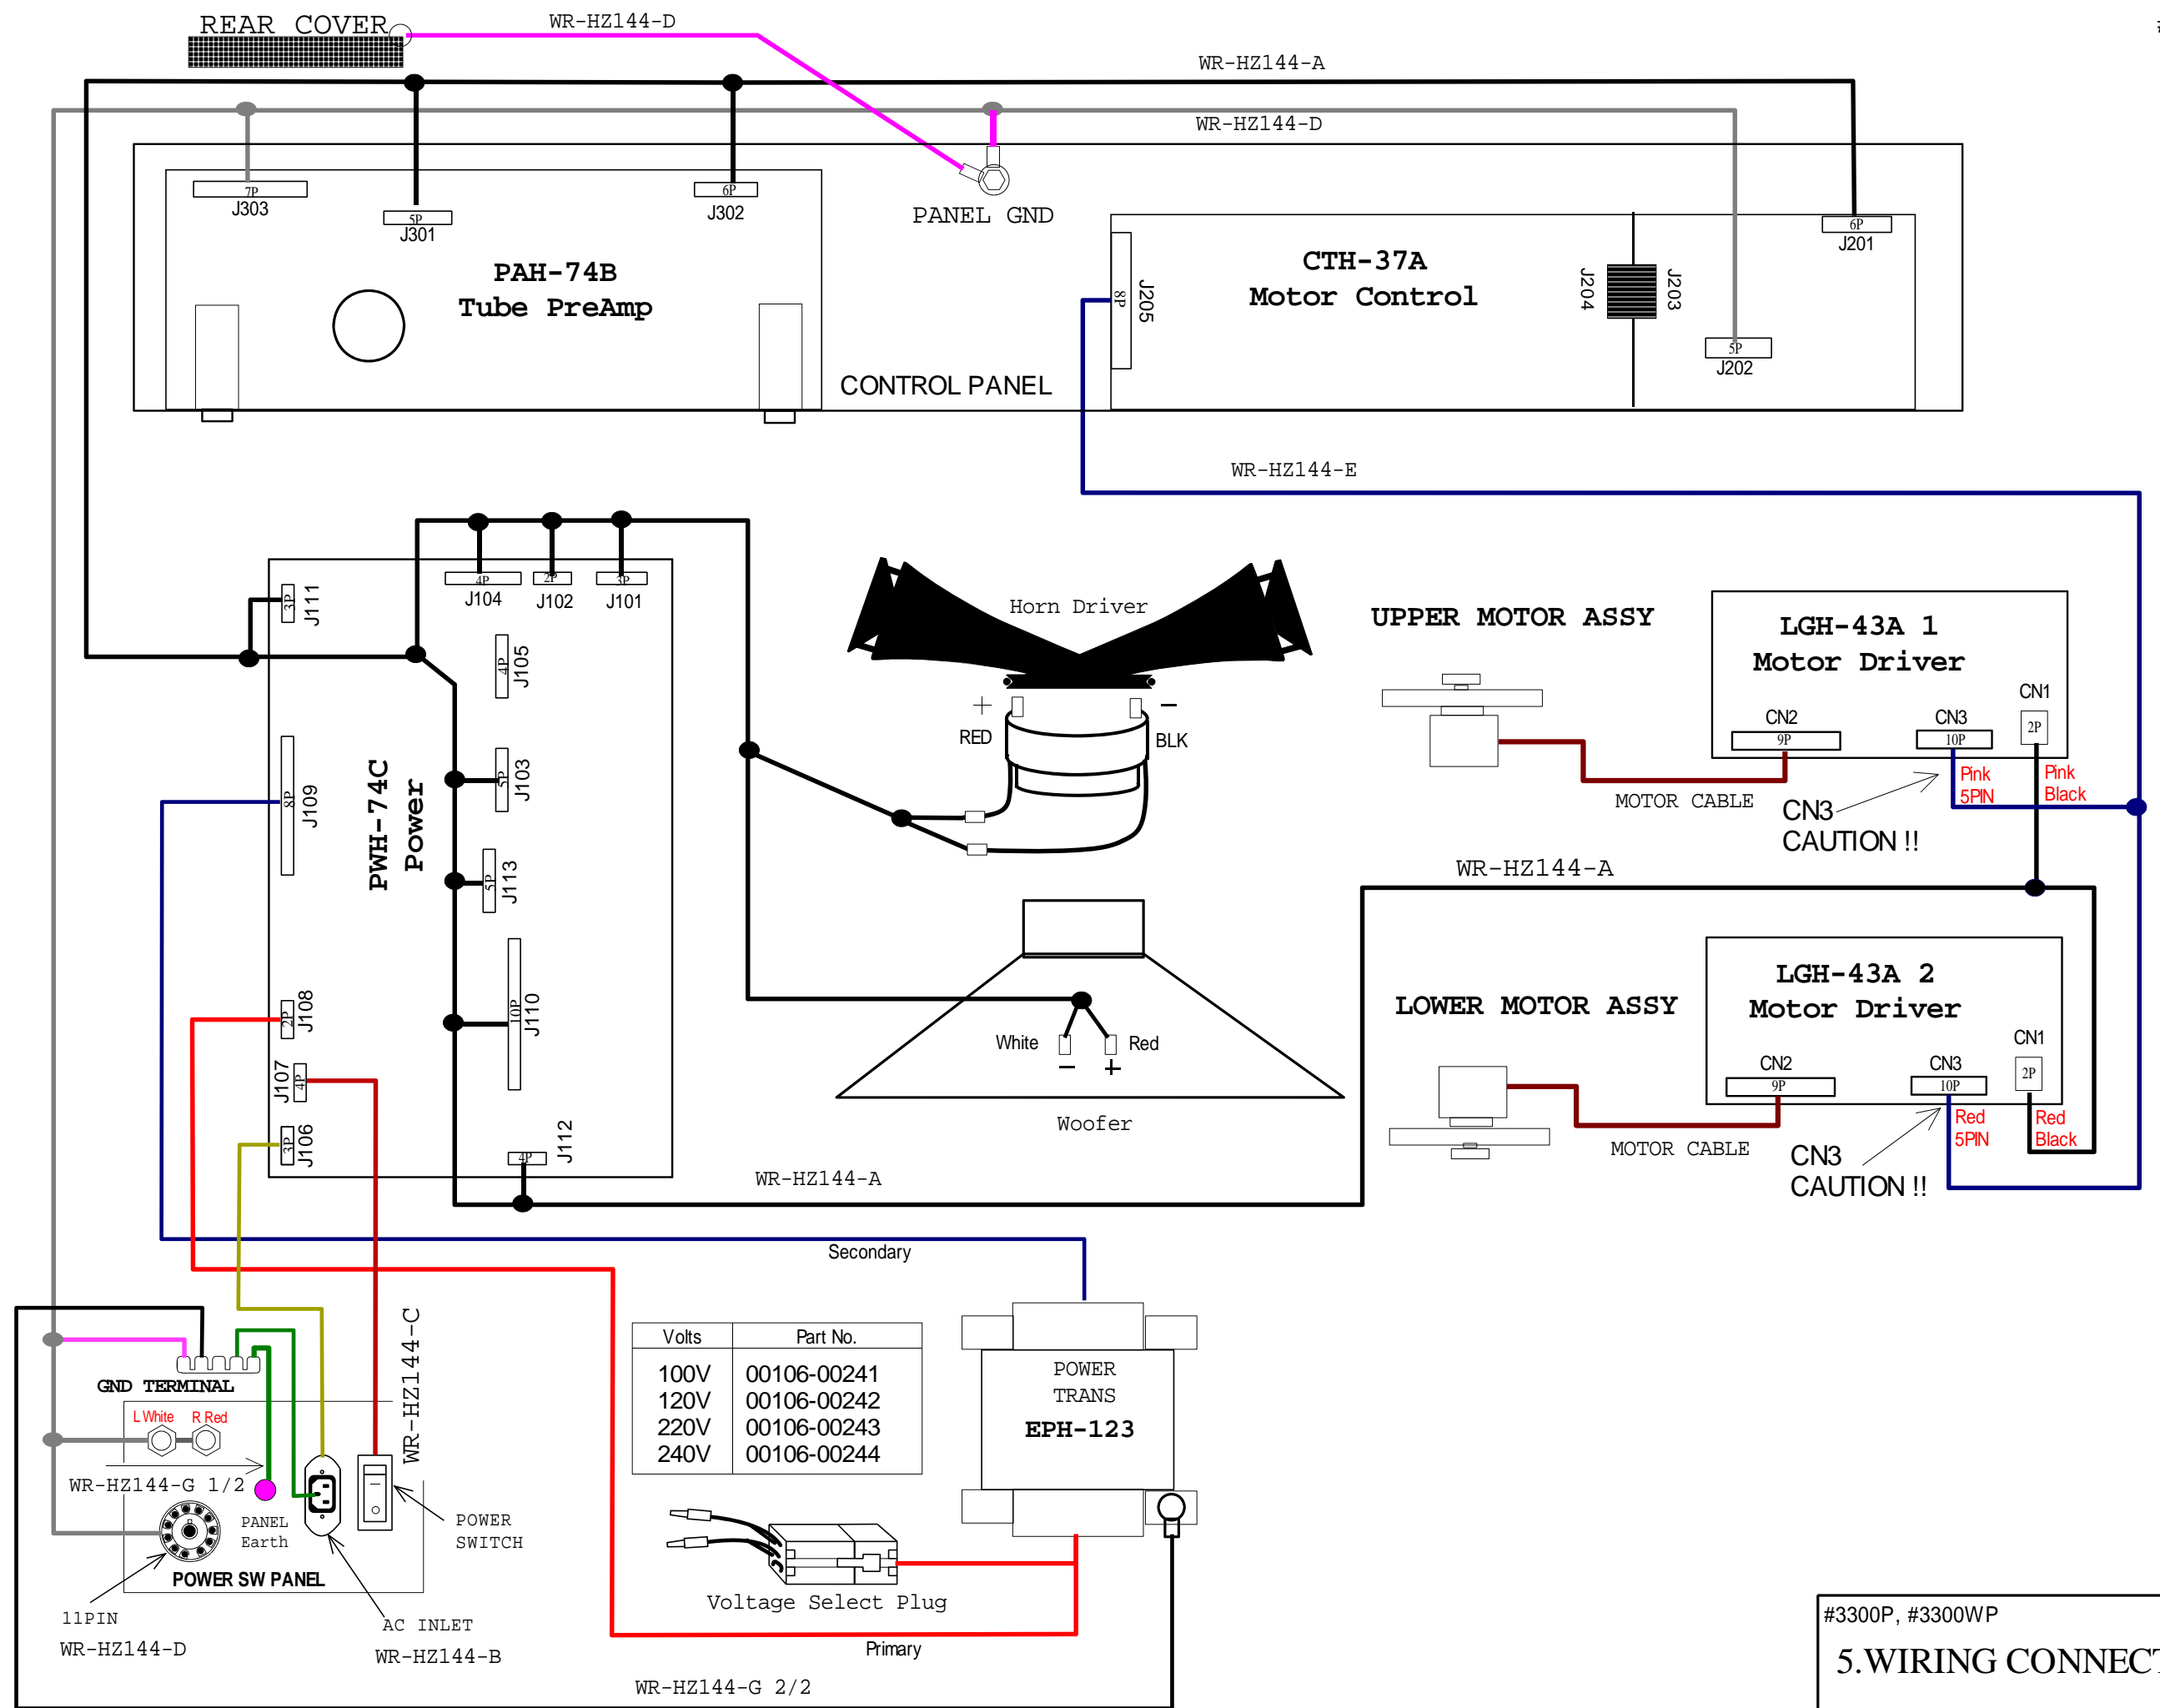 REAR COVER
WR-HZ144-D
WR-HZ144-A
WR-HZ144-D
7P
J303
5P
J301
6P
J302
PANEL GND
6P
J201
PAH-74B
Tube PreAmp
8P
J205
CTH-37A
Motor Control
J204
J203
5P
J202
CONTROL PANEL
WR-HZ144-E
3P
J111
4P
J104
2P
J102
3P
J101
4P
J105
8P
J109
PWH-74C
Power
5P
J103
5P
J113
10P
J110
2P
J108
4P
J107
3P
J106
4P
J112
WR-HZ144-A
Horn Driver
+
−
RED
BLK
White
Red
−
+
Woofer
UPPER MOTOR ASSY
LGH-43A 1
Motor Driver
CN1
CN2
CN3
2P
9P
10P
Pink
5PIN
Pink
Black
MOTOR CABLE
CN3
CAUTION !!
WR-HZ144-A
LOWER MOTOR ASSY
LGH-43A 2
Motor Driver
CN1
CN2
CN3
2P
9P
10P
Red
5PIN
Red
Black
MOTOR CABLE
CN3
CAUTION !!
Secondary
WR-HZ144-C
GND TERMINAL
L White
R Red
WR-HZ144-G 1/2
PANEL
Earth
POWER
SWITCH
POWER SW PANEL
11PIN
WR-HZ144-D
AC INLET
WR-HZ144-B
Volts Part No.
100V 00106-00241
120V 00106-00242
220V 00106-00243
240V 00106-00244
POWER
TRANS
EPH-123
Voltage Select Plug
Primary
WR-HZ144-G 2/2
#3300P, #3300WP
5.WIRING CONNECT